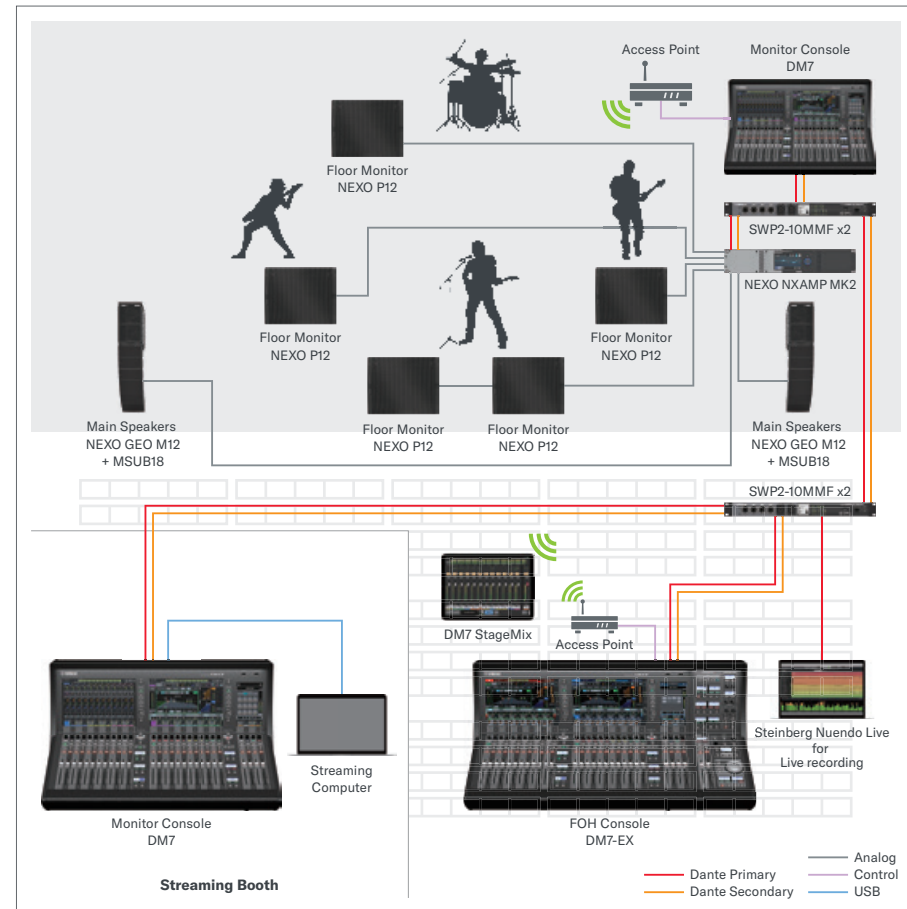 Access Point
Monitor Console
DM7
Floor Monitor
NEXO P12
SWP2-10MMF x2
NEXO NXAMP MK2
Floor Monitor
NEXO P12
Floor Monitor
NEXO P12
Main Speakers
NEXO GEO M12
+ MSUB18
Floor Monitor
NEXO P12
Floor Monitor
NEXO P12
Main Speakers
NEXO GEO M12
+ MSUB18
SWP2-10MMF x2
DM7 StageMix
Access Point
Steinberg Nuendo Live
for
Live recording
Streaming
Computer
Monitor Console
DM7
FOH Console
DM7-EX
Streaming Booth
Analog
Dante Primary
Control
Dante Secondary
USB